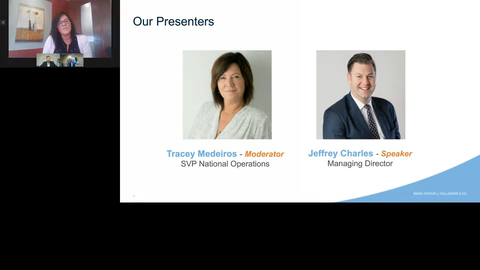 Our Presenters
Tracey Medeiros - Moderator
SVP National Operations
Jeffrey Charles - Speaker
Managing Director